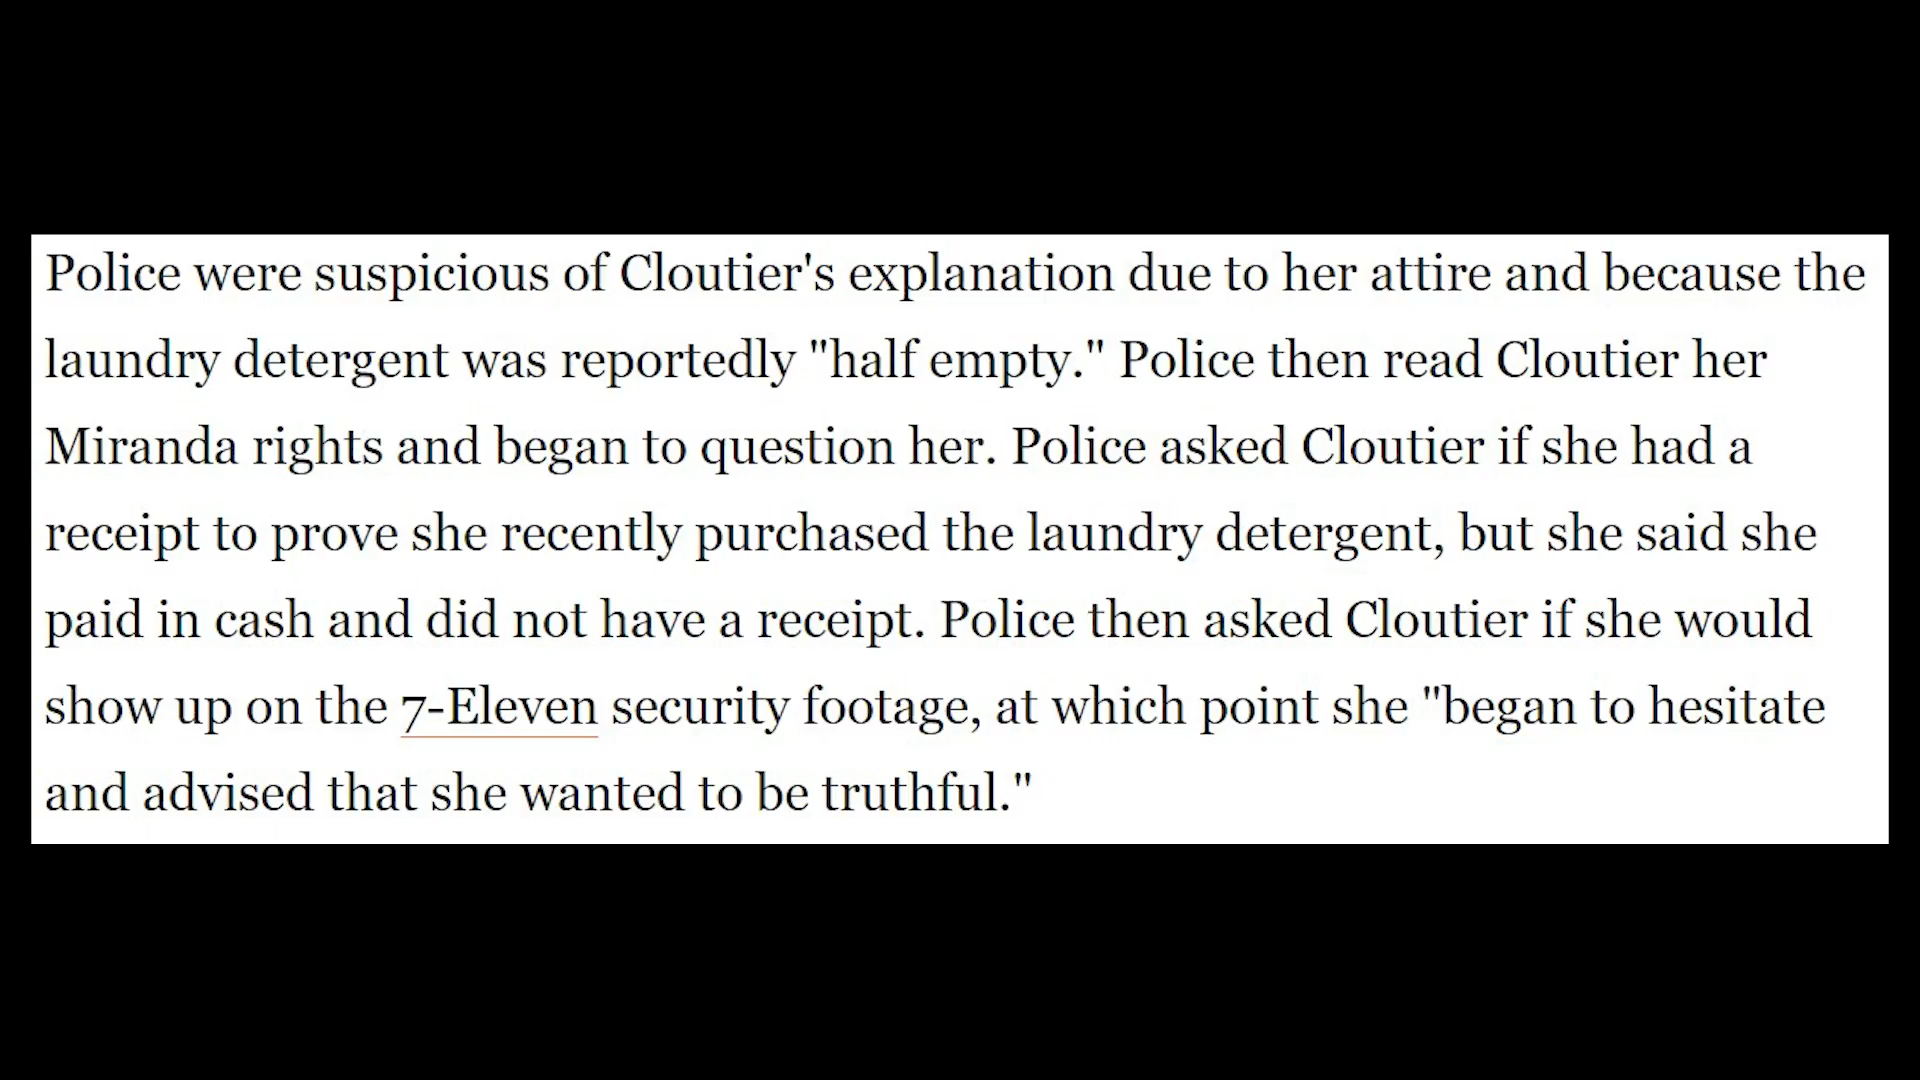 Police were suspicious of Cloutier's explanation due to her attire and because the
laundry detergent was reportedly "half empty." Police then read Cloutier her
Miranda rights and began to question her. Police asked Cloutier if she had a
receipt to prove she recently purchased the laundry detergent, but she said she
paid in cash and did not have a receipt. Police then asked Cloutier if she would
show up on the 7-Eleven security footage, at which point she "began to hesitate
and advised that she wanted to be truthful."